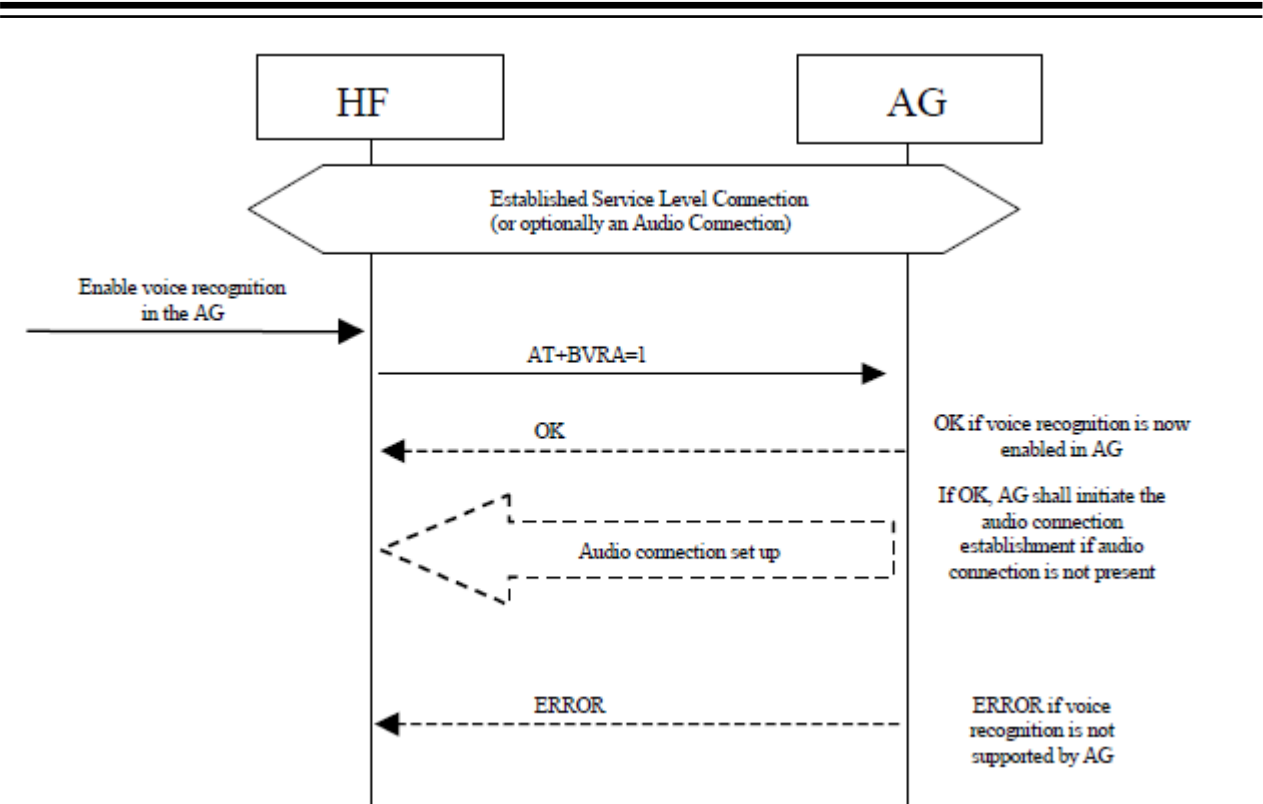 HF
AG
Established Service Level Connection
(or optionally an Audio Connection)
Enable voice recognition
in the AG
AT+BVRA=1
OK
OK if voice recognition is now
enabled in AG
If OK, AG shall initiate the
audio connection
establishment if audio
connection is not present
Audio connection set up
ERROR
ERROR if voice
recognition is not
supported by AG